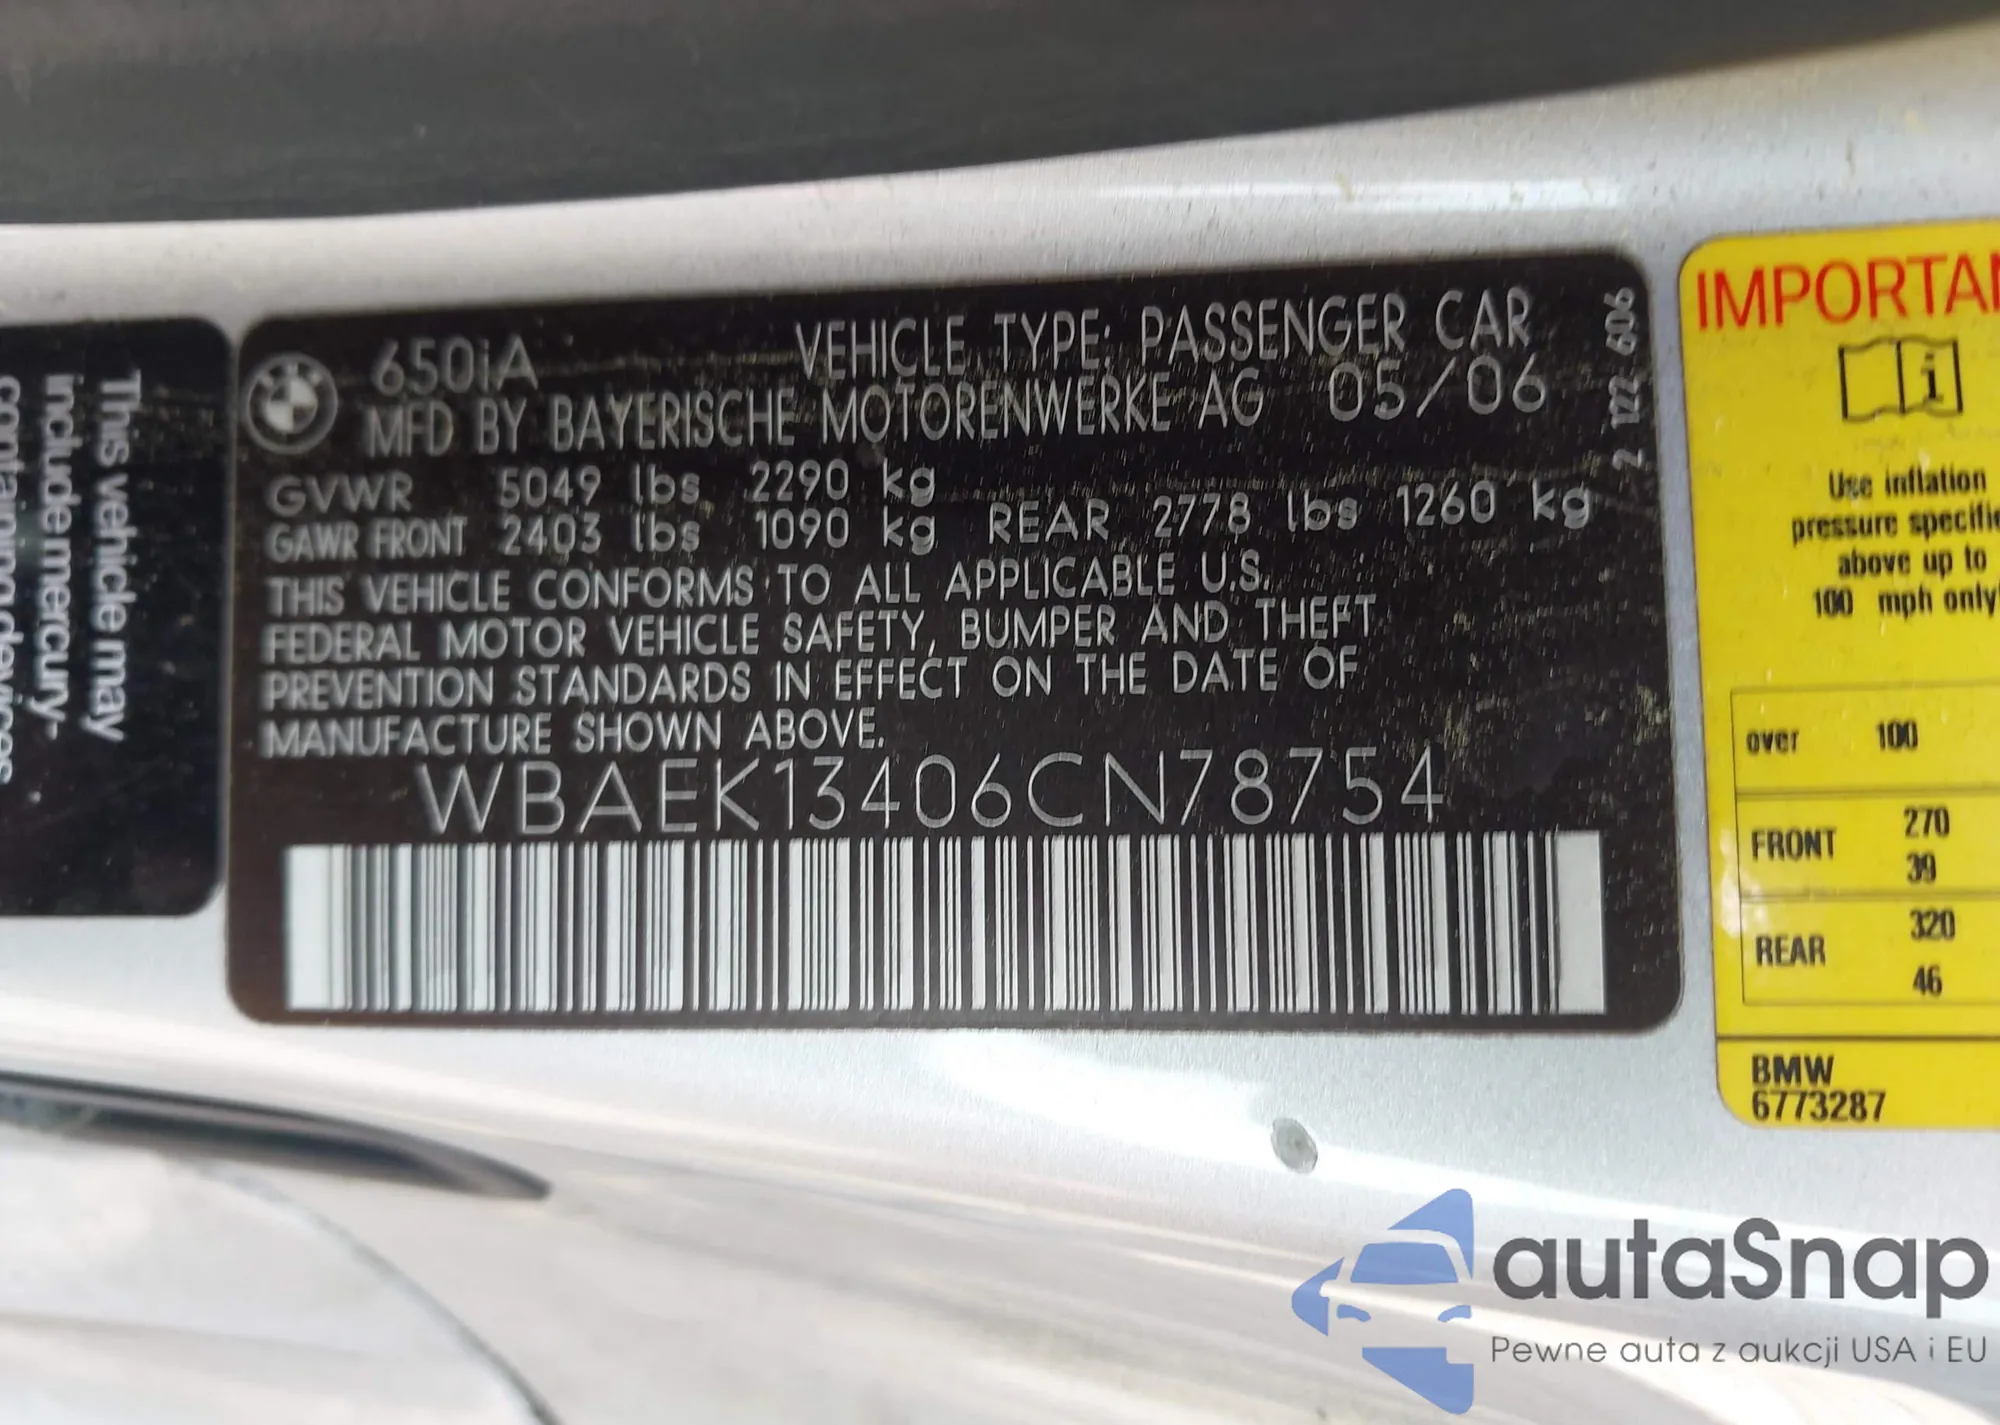 This vehicle may
include mercury-
containing devices
650iA VEHICLE TYPE: PASSENGER CAR
MFD BY BAYERISCHE MOTORENWERKE AG 05/06
GVWR 5049 lbs 2290 kg
GAWR FRONT 2403 lbs 1090 kg REAR 2778 lbs 1260 kg
THIS VEHICLE CONFORMS TO ALL APPLICABLE U.S.
FEDERAL MOTOR VEHICLE SAFETY, BUMPER AND THEFT
PREVENTION STANDARDS IN EFFECT ON THE DATE OF
MANUFACTURE SHOWN ABOVE.
WBAEK13406CN78754
2 122 606
IMPORTAN
i
Use inflation
pressure specifie
above up to
100 mph only!
over 100
FRONT 270
39
REAR 320
46
BMW
6773287
autaSnap
Pewne auta z aukcji USA i EU